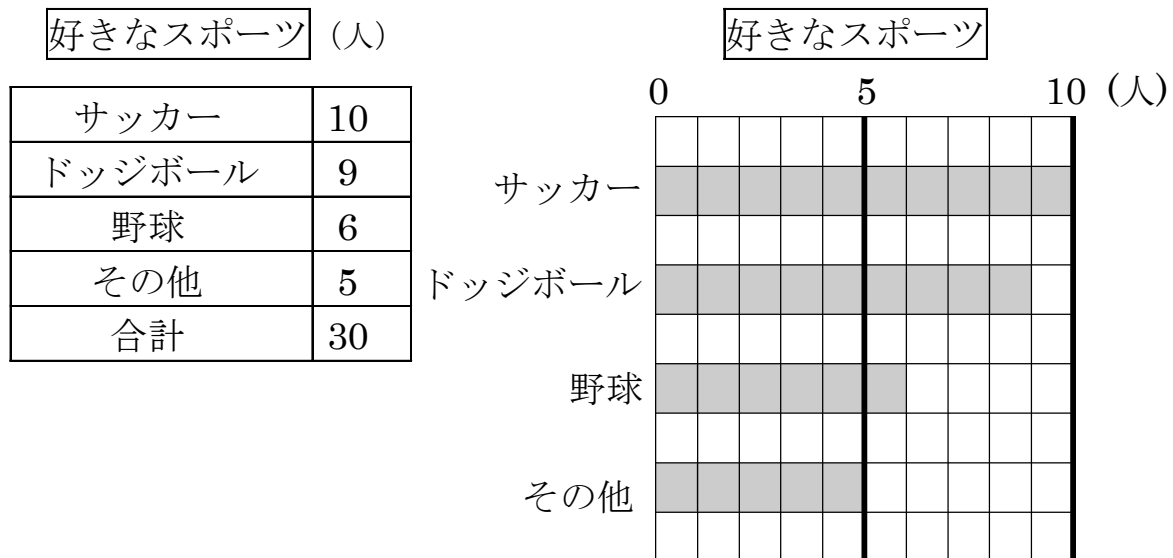 好きなスポーツ (人)
サッカー 10
ドッジボール 9
野球 6
その他 5
合計 30
好きなスポーツ
0 5 10 (人)
サッカー
ドッジボール
野球
その他